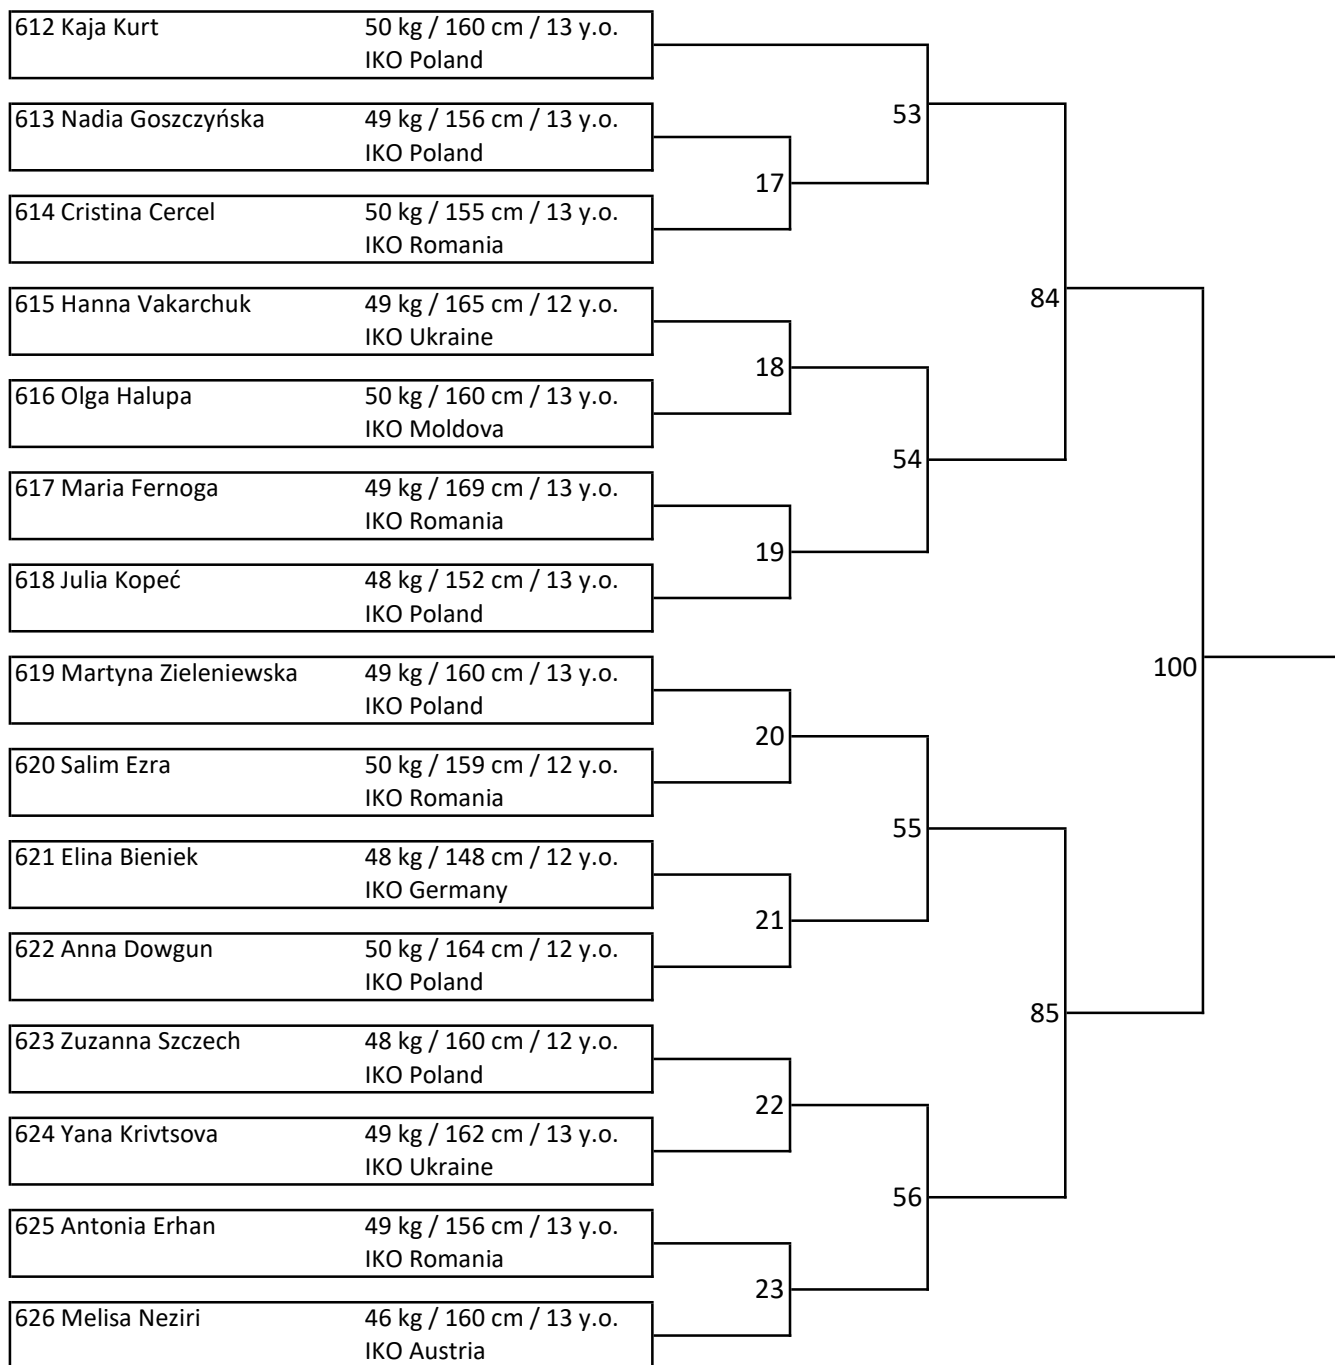 612 Kaja Kurt 50 kg / 160 cm / 13 y.o.
IKO Poland
53
613 Nadia Goszczyńska 49 kg / 156 cm / 13 y.o.
IKO Poland
17
614 Cristina Cercel 50 kg / 155 cm / 13 y.o.
IKO Romania
84
615 Hanna Vakarchuk 49 kg / 165 cm / 12 y.o.
IKO Ukraine
18
616 Olga Halupa 50 kg / 160 cm / 13 y.o.
IKO Moldova
54
617 Maria Fernoga 49 kg / 169 cm / 13 y.o.
IKO Romania
19
618 Julia Kopeć 48 kg / 152 cm / 13 y.o.
IKO Poland
100
619 Martyna Zieleniewska 49 kg / 160 cm / 13 y.o.
IKO Poland
20
620 Salim Ezra 50 kg / 159 cm / 12 y.o.
IKO Romania
55
621 Elina Bieniek 48 kg / 148 cm / 12 y.o.
IKO Germany
21
622 Anna Dowgun 50 kg / 164 cm / 12 y.o.
IKO Poland
85
623 Zuzanna Szczech 48 kg / 160 cm / 12 y.o.
IKO Poland
22
624 Yana Krivtsova 49 kg / 162 cm / 13 y.o.
IKO Ukraine
56
625 Antonia Erhan 49 kg / 156 cm / 13 y.o.
IKO Romania
23
626 Melisa Neziri 46 kg / 160 cm / 13 y.o.
IKO Austria